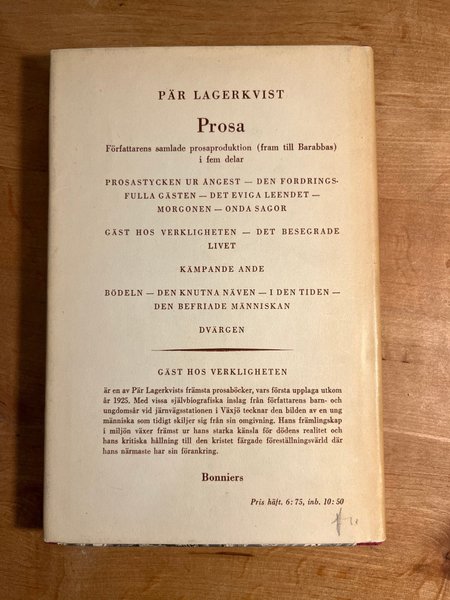 PÄR LAGERKVIST
Prosa
Författarens samlade prosaproduktion (fram till Barabbas)
i fem delar
PROSASTYCKEN UR ÅNGEST — DEN FORDRINGS-
FULLA GÄSTEN — DET EVIGA LEENDET —
MORGONEN — ONDA SAGOR
GÄST HOS VERKLIGHETEN — DET BESEGRADE
LIVET
KÄMPANDE ANDE
BÖDELN — DEN KNUTNA NÄVEN — I DEN TIDEN —
DEN BEFRIADE MÄNNISKAN
DVÄRGEN
GÄST HOS VERKLIGHETEN
är en av Pär Lagerkvists främsta prosaböcker, vars första upplaga utkom
år 1925. Med vissa självbiografiska inslag från författarens barn- och
ungdomsår vid järnvägsstationen i Växjö tecknar den bilden av en ung
människa som tidigt skiljer sig från sin omgivning. Hans främlingskap
i miljön växer främst ur hans starka känsla för dödens realitet och
hans kritiska hållning till den kristet färgade föreställningsvärld där
hans närmaste har sin förankring.
Bonniers
Pris häft. 6:75, inb. 10:50